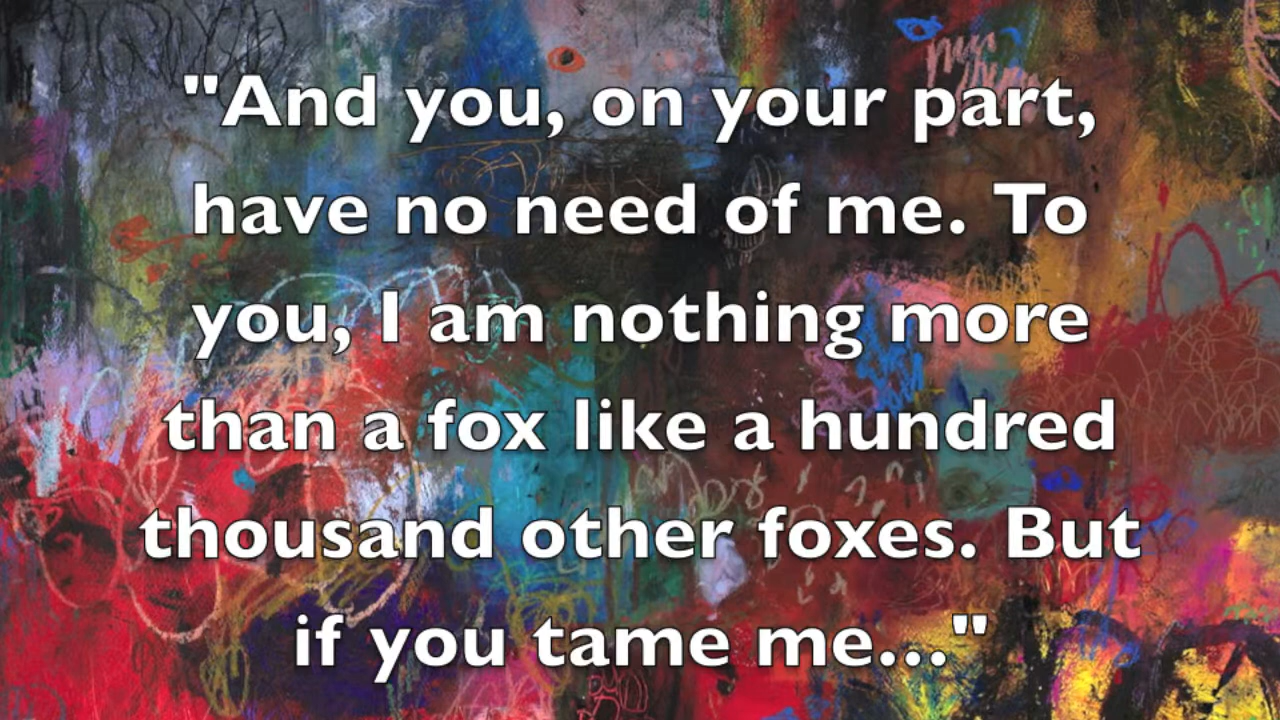 "And you, on your part,
have no need of me. To
you, I am nothing more
than a fox like a hundred
thousand other foxes. But
if you tame me..."